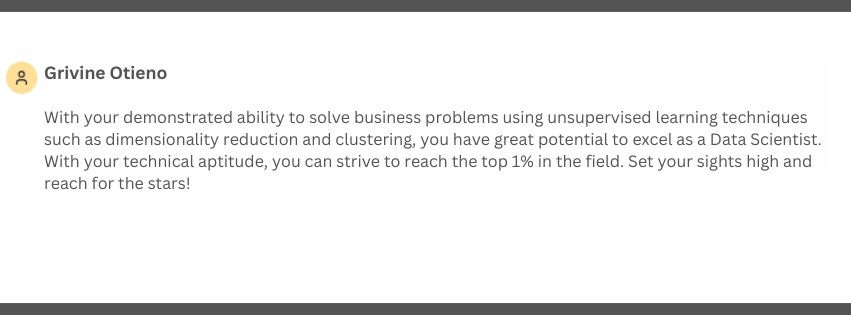 Grivine Otieno
With your demonstrated ability to solve business problems using unsupervised learning techniques
such as dimensionality reduction and clustering, you have great potential to excel as a Data Scientist.
With your technical aptitude, you can strive to reach the top 1% in the field. Set your sights high and
reach for the stars!